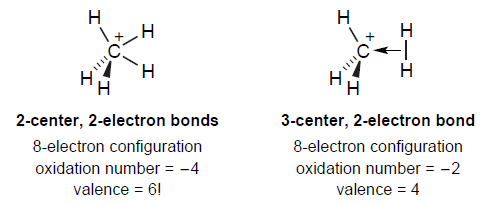 H
H
+
C
H
H
H
2-center, 2-electron bonds
8-electron configuration
oxidation number = −4
valence = 6!
H
H
+
C
H
H
H
3-center, 2-electron bond
8-electron configuration
oxidation number = −2
valence = 4